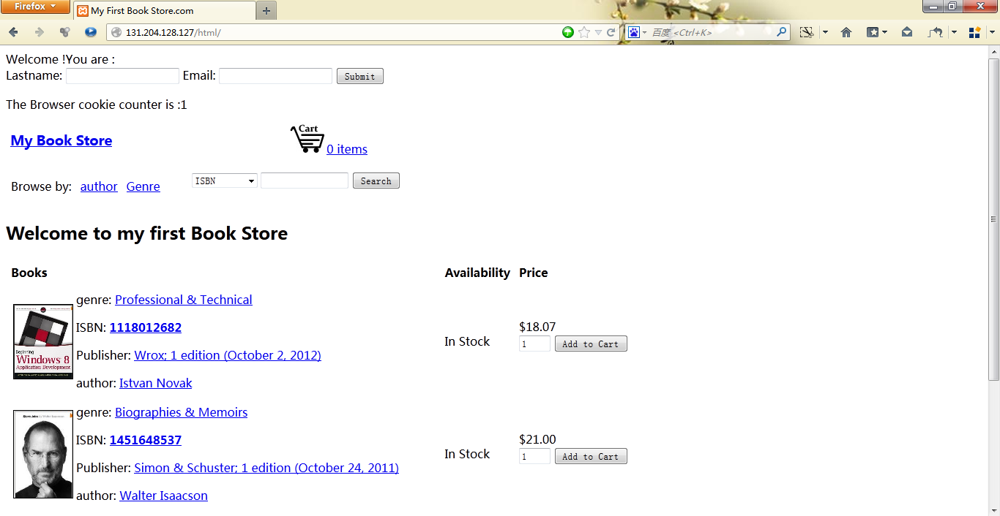 Firefox
My First Book Store.com
131.204.128.127/html/
百度 <Ctrl+K>
Welcome !You are :
Lastname: Email: Submit
The Browser cookie counter is :1
My Book Store
Cart
0 items
Browse by: author Genre
ISBN
Search
Welcome to my first Book Store
Books Availability Price
Beginning
Windows 8
Application Development
genre: Professional & Technical
ISBN: 1118012682
Publisher: Wrox; 1 edition (October 2, 2012)
author: Istvan Novak
In Stock
$18.07
1 Add to Cart
Steve Jobs by Walter Isaacson
genre: Biographies & Memoirs
ISBN: 1451648537
Publisher: Simon & Schuster; 1 edition (October 24, 2011)
author: Walter Isaacson
In Stock
$21.00
1 Add to Cart